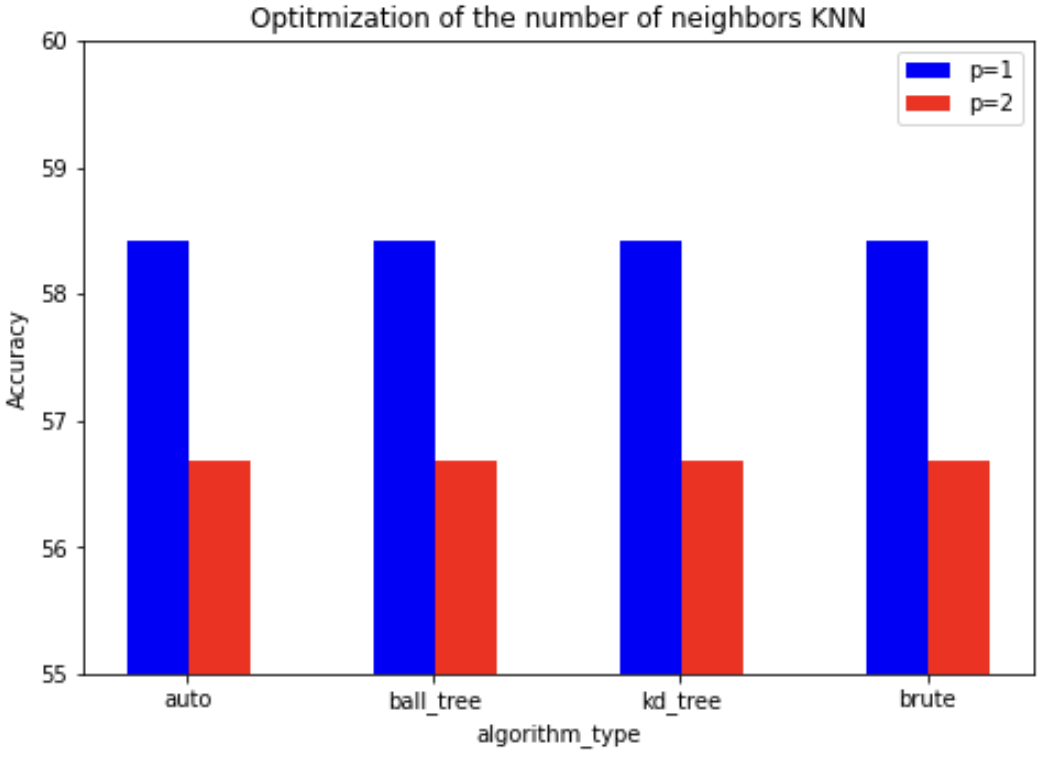 Optitmization of the number of neighbors KNN
p=1
p=2
60
59
58
57
56
55
Accuracy
auto
ball_tree
kd_tree
brute
algorithm_type